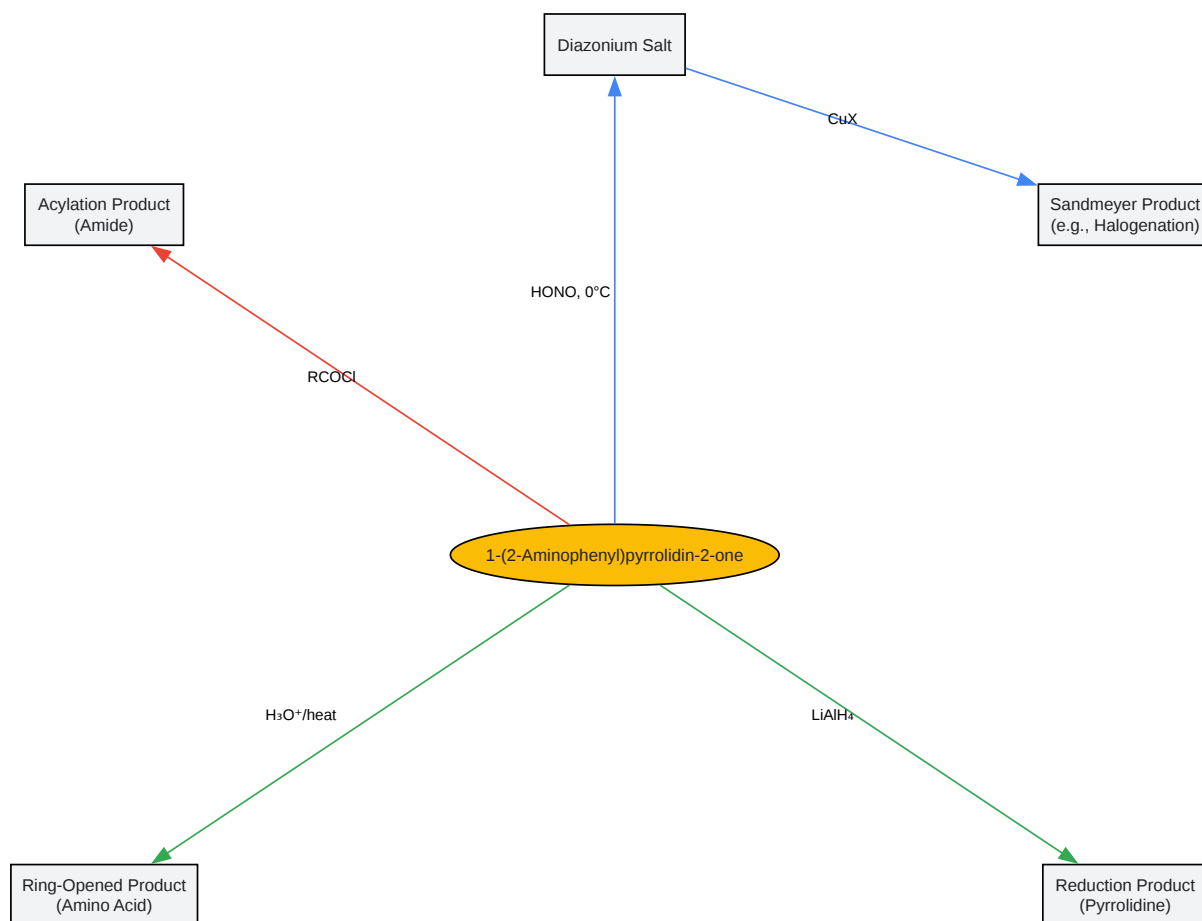 Diazonium Salt
CuX
Acylation Product
(Amide)
Sandmeyer Product
(e.g., Halogenation)
HONO, 0°C
RCOCl
1-(2-Aminophenyl)pyrrolidin-2-one
H₃O⁺/heat
LiAlH₄
Ring-Opened Product
(Amino Acid)
Reduction Product
(Pyrrolidine)